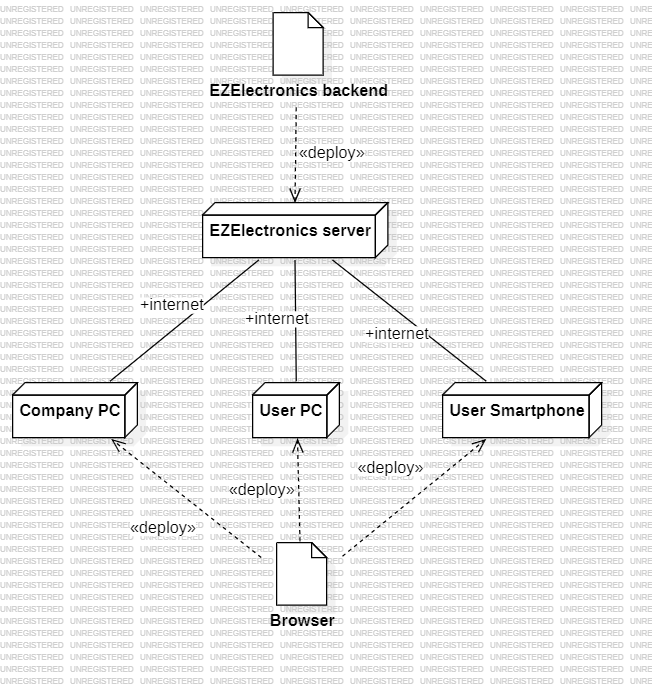 EZElectronics backend
«deploy»
EZElectronics server
+internet
+internet
+internet
Company PC
User PC
User Smartphone
«deploy»
«deploy»
«deploy»
Browser
UNREGISTERED